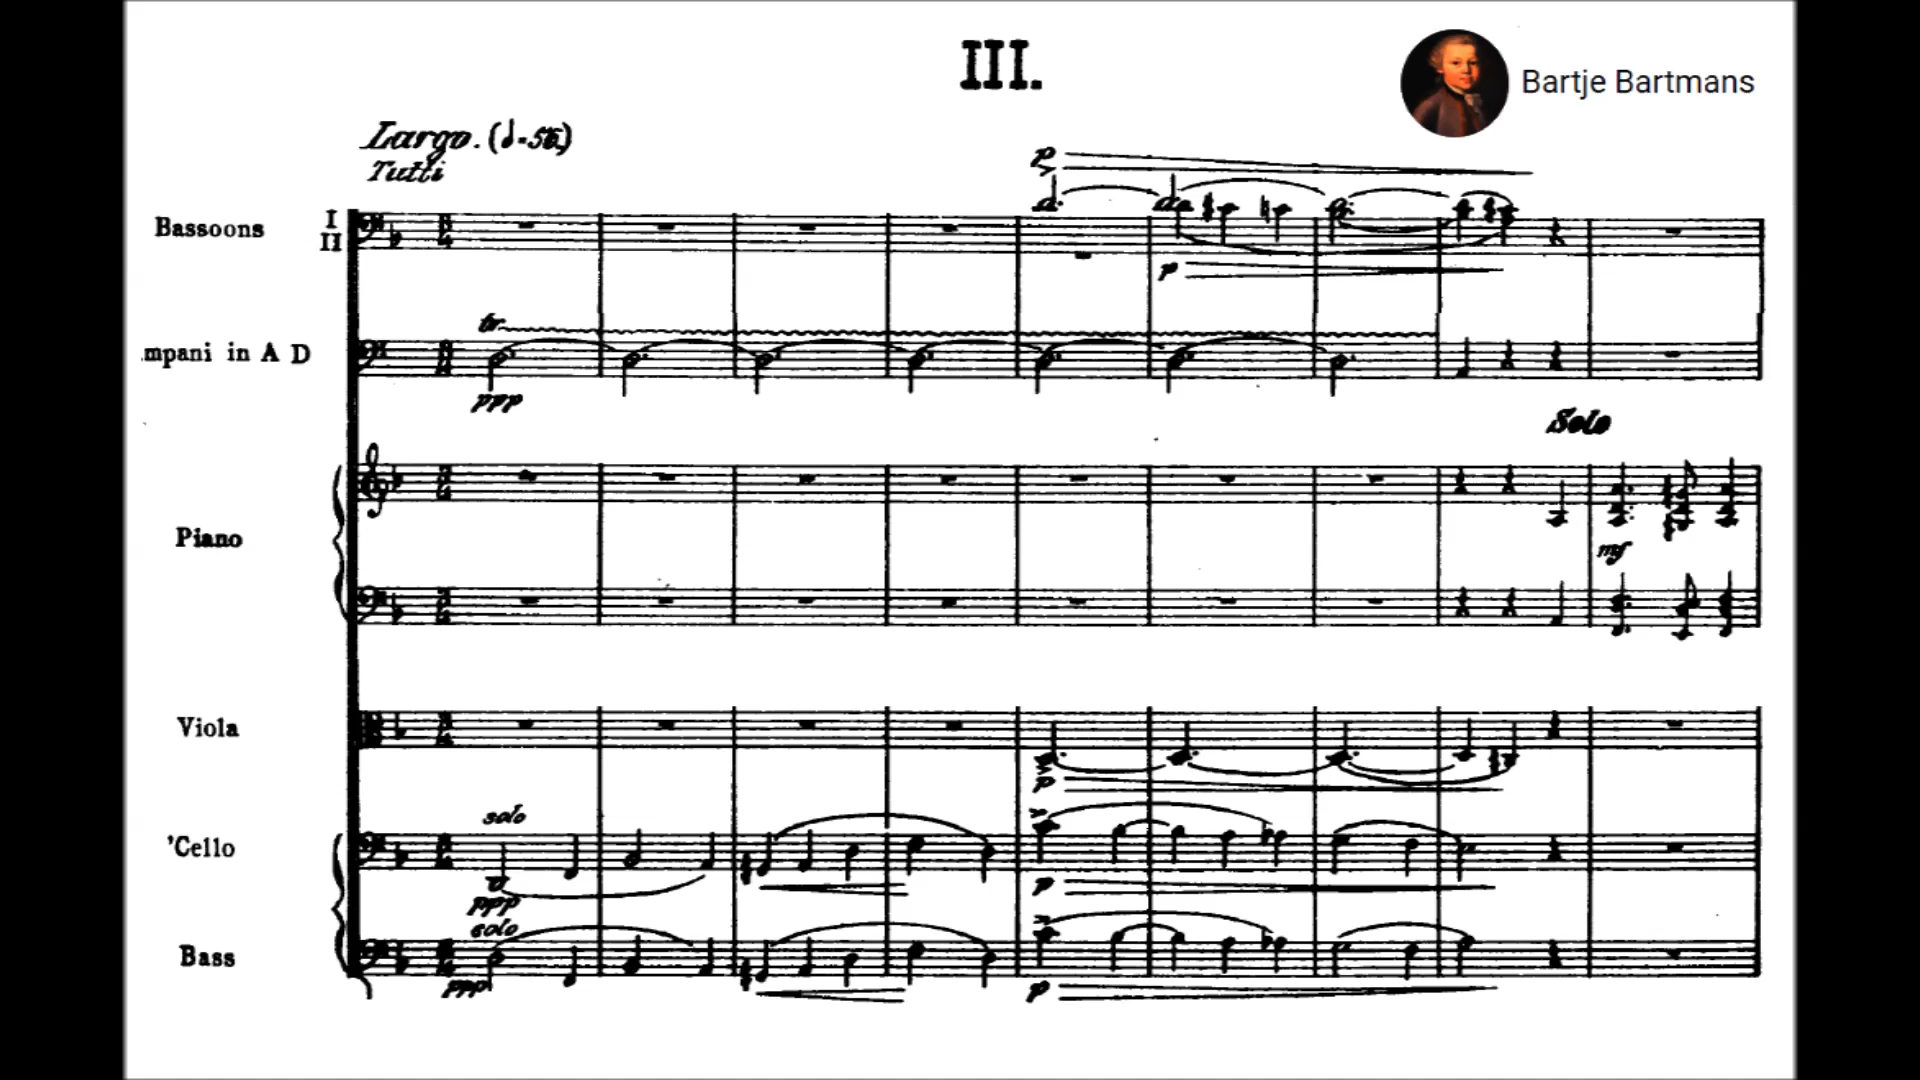 III.
Bartje Bartmans
Largo. (𝅗𝅥=56)
Tutti
p
Bassoons I
II
p
tr
mpani in A D
ppp
Solo
Piano
mf
Viola
p
solo
'Cello
p
ppp
solo
Bass
ppp
p